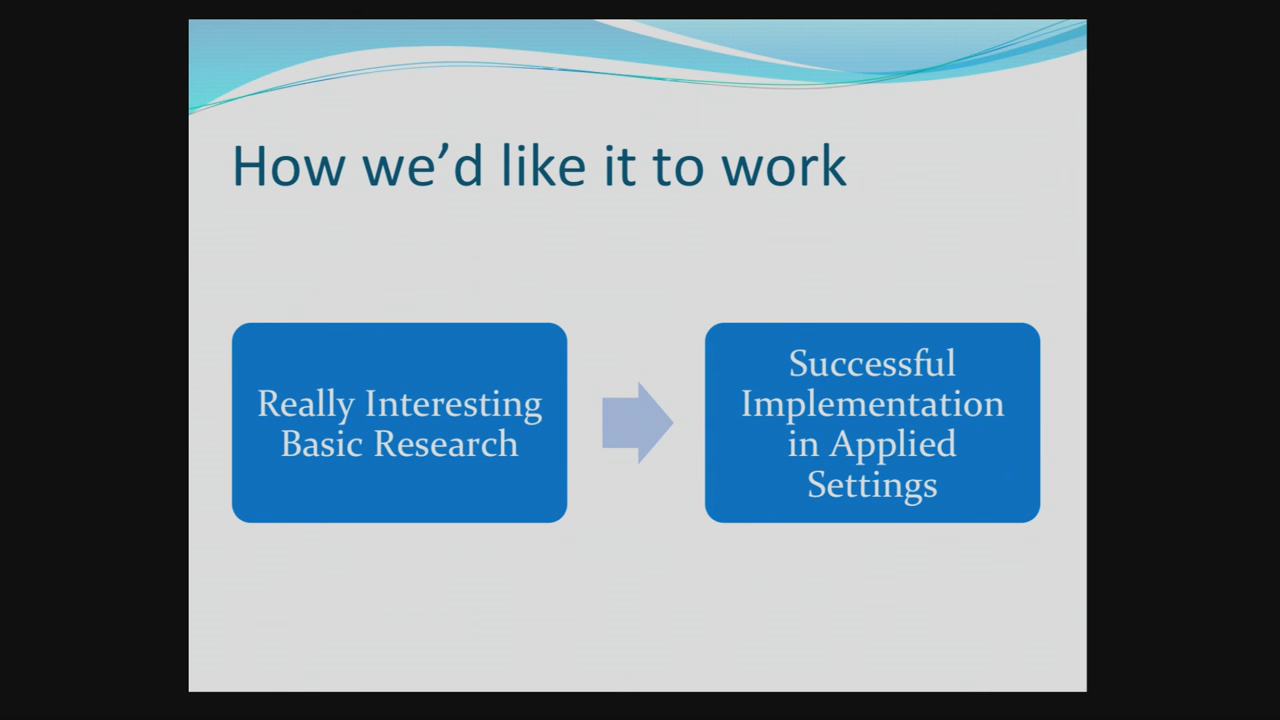 How we'd like it to work
Really Interesting
Basic Research
Successful
Implementation
in Applied
Settings